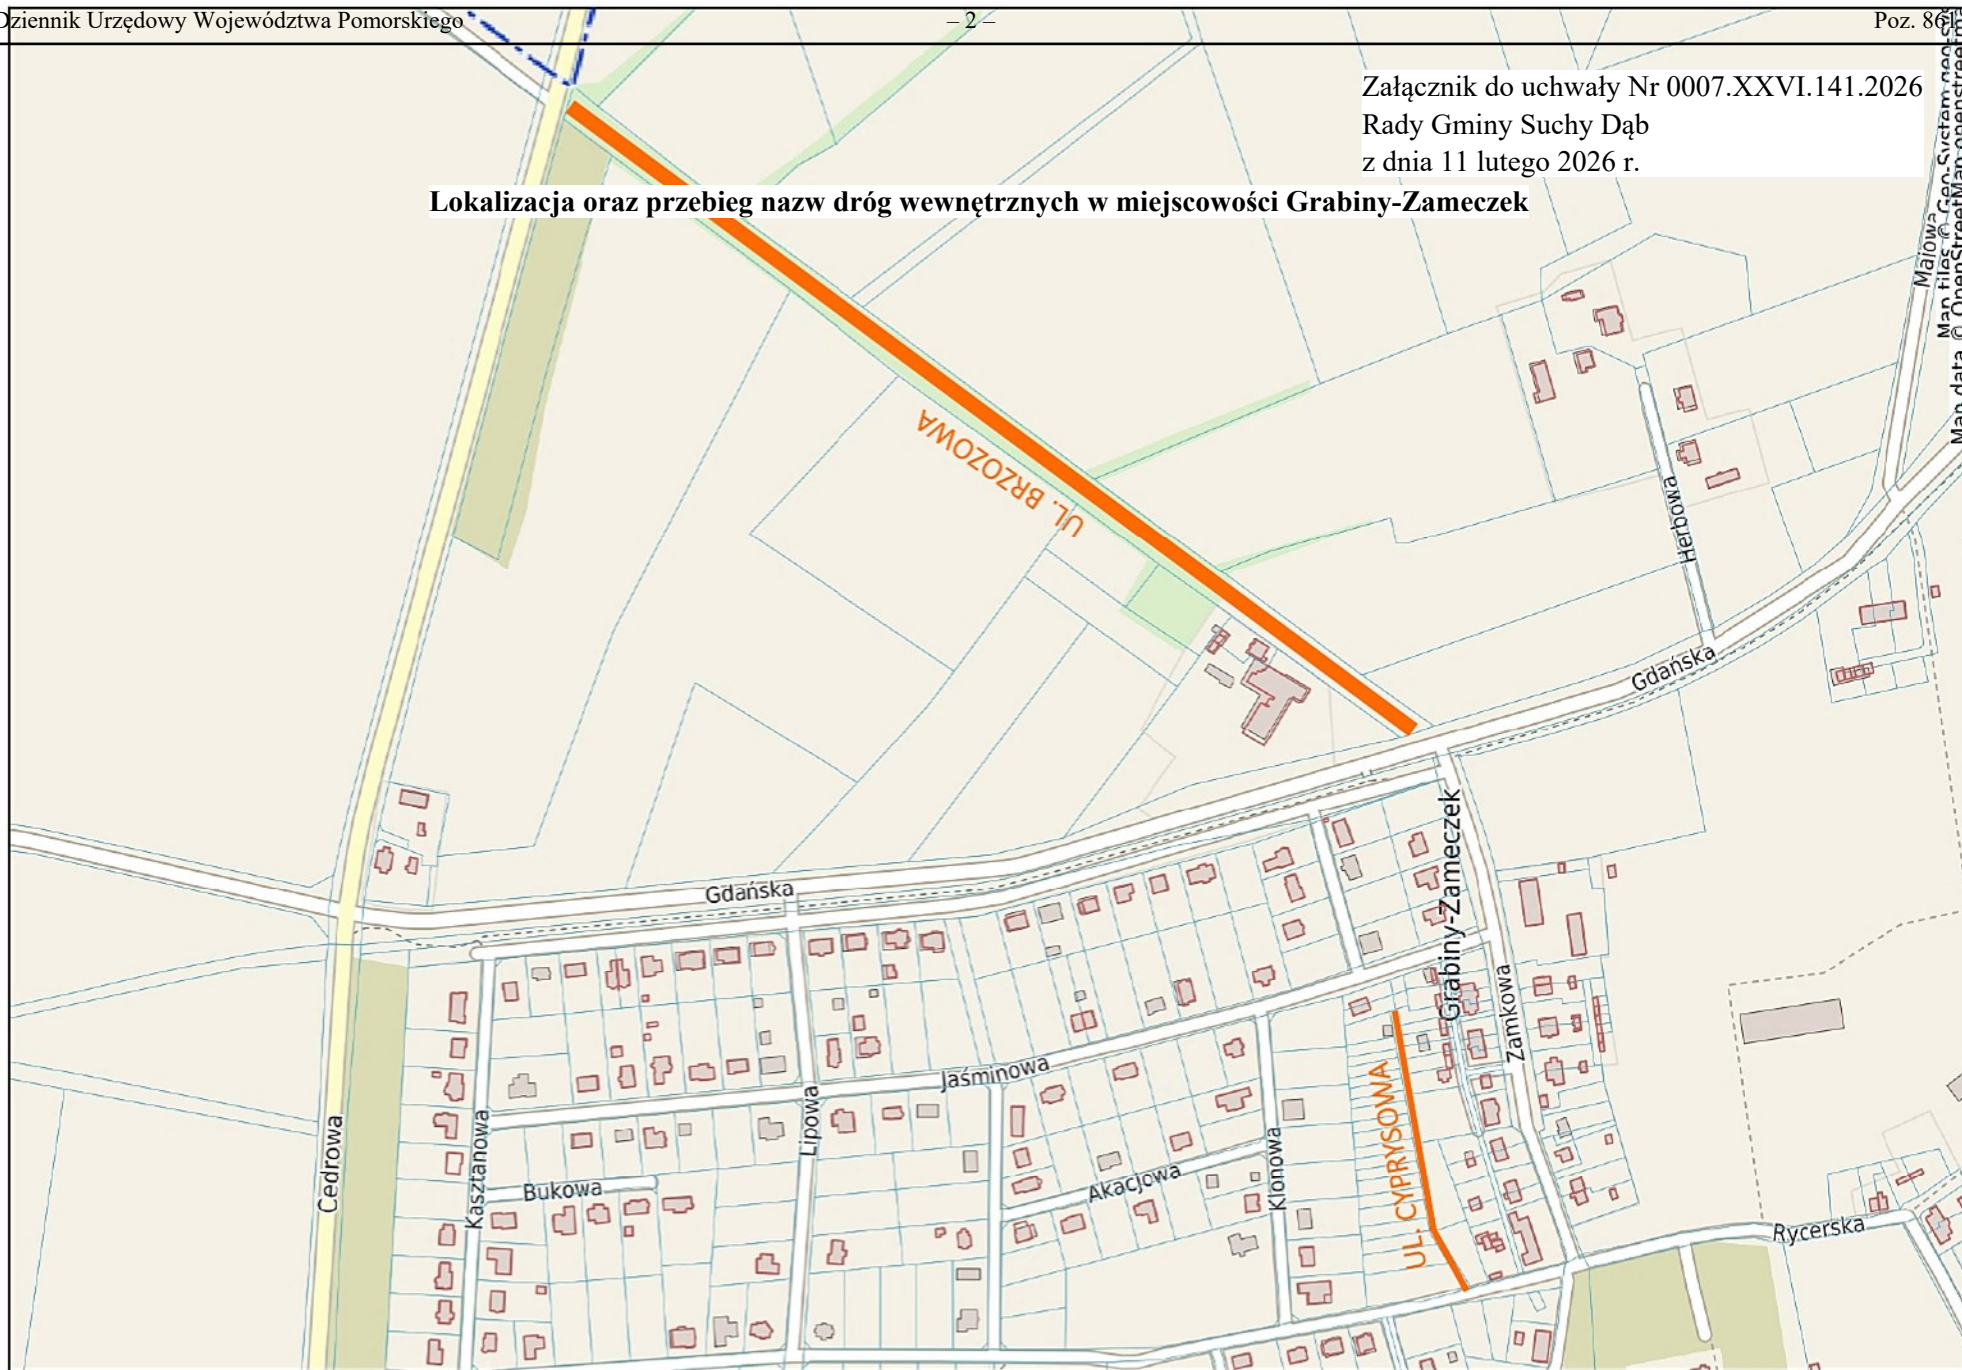 Dziennik Urzędowy Województwa Pomorskiego
– 2 –
Poz. 861
Załącznik do uchwały Nr 0007.XXVI.141.2026
Rady Gminy Suchy Dąb
z dnia 11 lutego 2026 r.
Lokalizacja oraz przebieg nazw dróg wewnętrznych w miejscowości Grabiny-Zameczek
Majowa
UL. BRZOZOWA
Herbowa
Gdańska
Grabiny-Zameczek
Gdańska
Zamkowa
Jaśminowa
Cedrowa
Kasztanowa
Lipowa
Bukowa
Akacjowa
Klonowa
UL. CYPRYSOWA
Rycerska